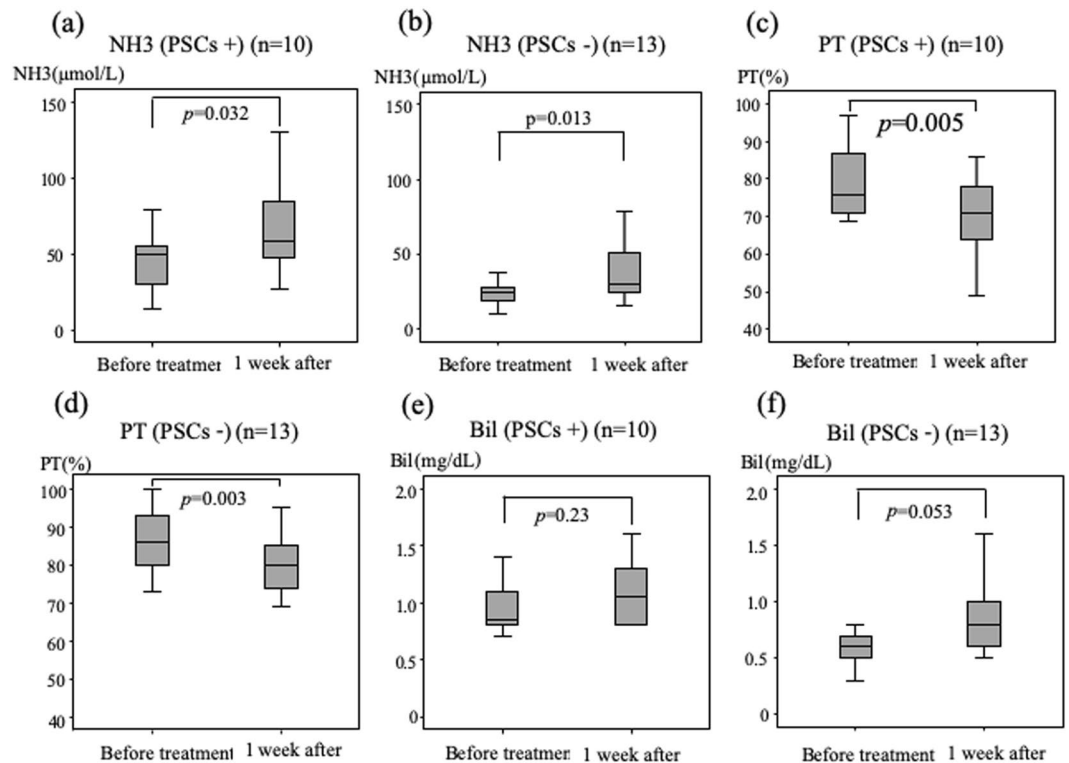 (a)
NH3 (PSCs +) (n=10)
NH3(μmol/L)
150
100
50
0
p=0.032
Before treatmer 1 week after
(b)
NH3 (PSCs -) (n=13)
NH3(μmol/L)
150
100
50
0
p=0.013
Before treatment 1 week after
(c)
PT (PSCs +) (n=10)
PT(%)
100
90
80
70
60
50
40
p=0.005
Before treatmer 1 week after
(d)
PT (PSCs -) (n=13)
PT(%)
100
90
80
70
60
50
40
p=0.003
Before treatment 1 week after
(e)
Bil (PSCs +) (n=10)
Bil(mg/dL)
2.0
1.5
1.0
0.5
0
p=0.23
Before treatmer 1 week after
(f)
Bil (PSCs -) (n=13)
Bil(mg/dL)
2.0
1.5
1.0
0.5
0
p=0.053
Before treatment 1 week after